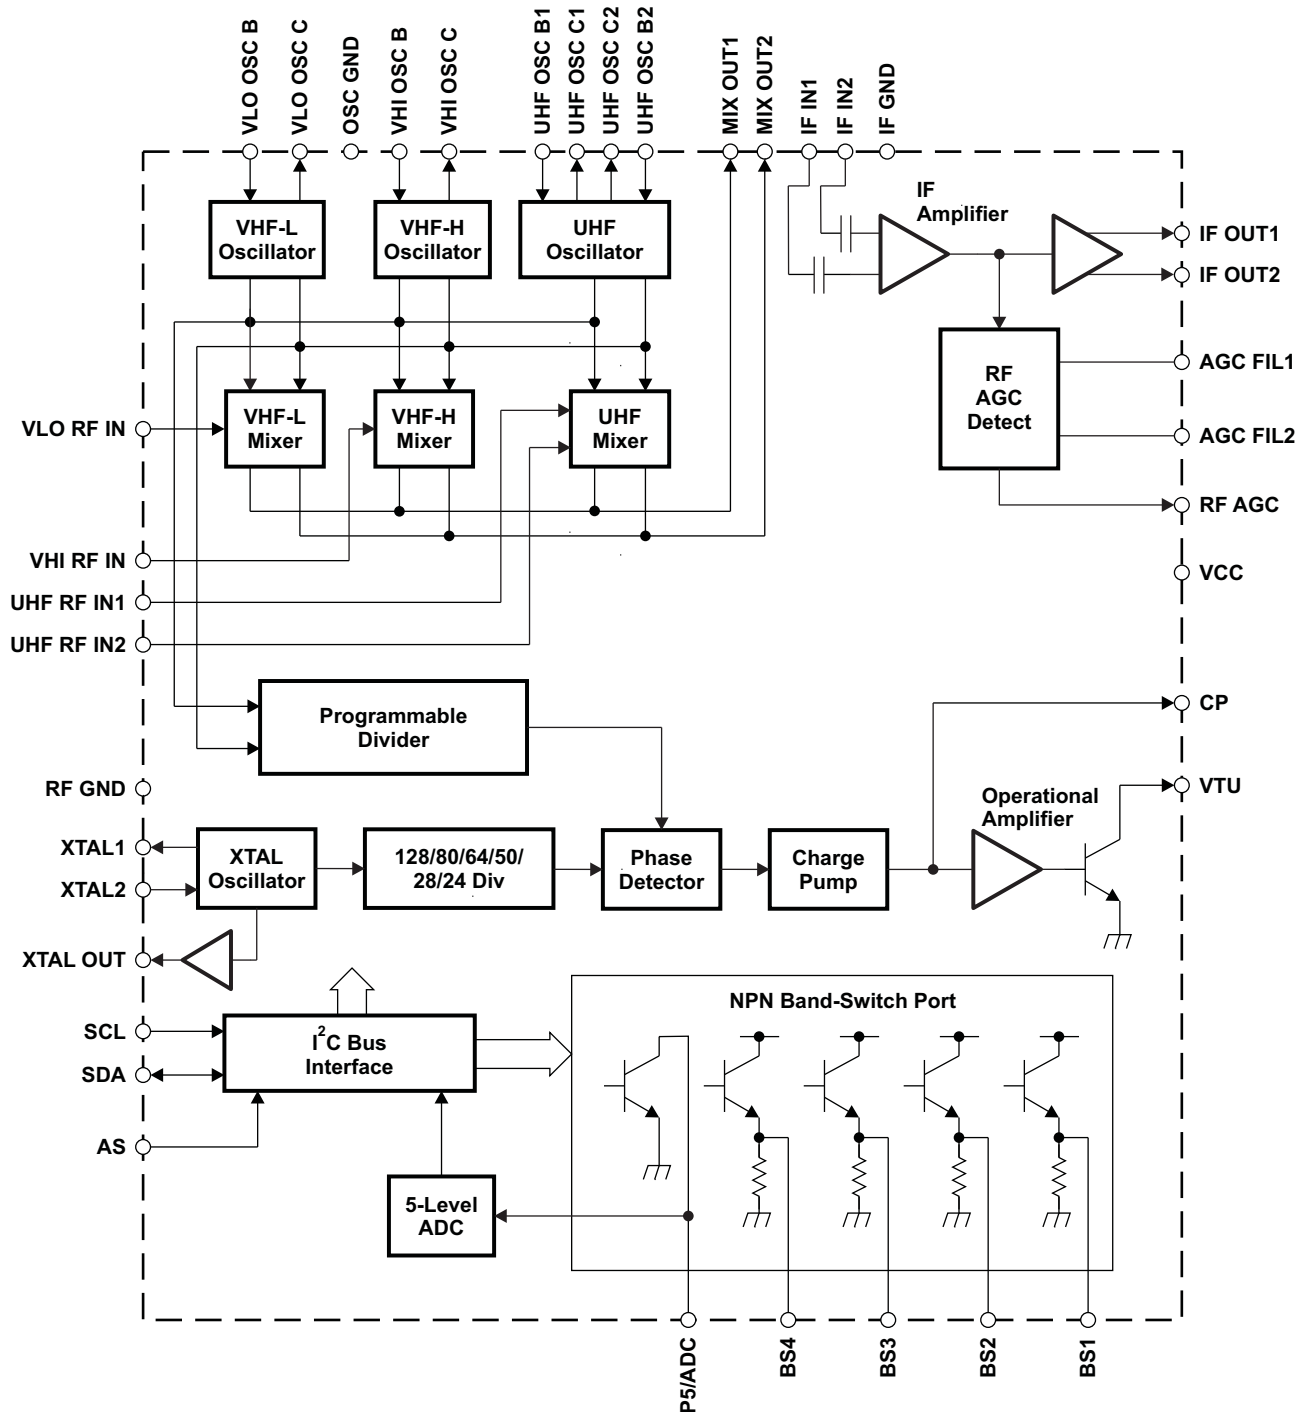 VLO OSC B
VLO OSC C
OSC GND
VHI OSC B
VHI OSC C
UHF OSC B1
UHF OSC C1
UHF OSC C2
UHF OSC B2
MIX OUT1
MIX OUT2
IF IN1
IF IN2
IF GND
IF
Amplifier
VHF-L
Oscillator
VHF-H
Oscillator
UHF
Oscillator
IF OUT1
IF OUT2
RF
AGC
Detect
AGC FIL1
AGC FIL2
VLO RF IN
VHF-L
Mixer
VHF-H
Mixer
UHF
Mixer
RF AGC
VHI RF IN
VCC
UHF RF IN1
UHF RF IN2
Programmable
Divider
CP
RF GND
Operational
Amplifier
VTU
XTAL1
XTAL2
XTAL
Oscillator
128/80/64/50/
28/24 Div
Phase
Detector
Charge
Pump
XTAL OUT
NPN Band-Switch Port
SCL
SDA
I²C Bus
Interface
AS
5-Level
ADC
P5/ADC
BS4
BS3
BS2
BS1